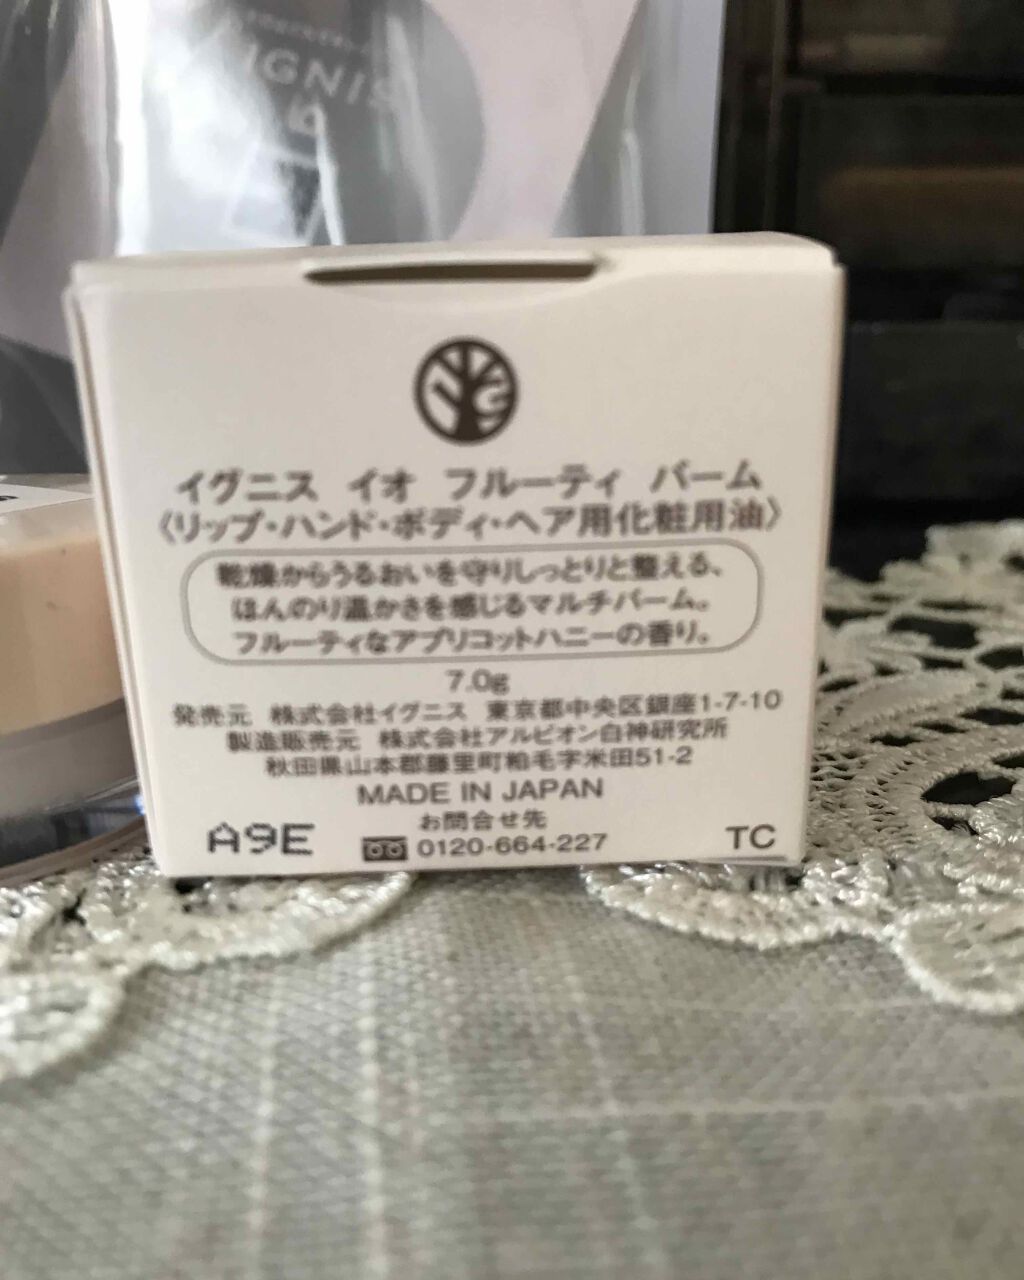 IGNIS
イグニス イオ フルーティ バーム
〈リップ・ハンド・ボディ・ヘア用化粧用油〉
乾燥からうるおいを守りしっとりと整える、
ほんのり温かさを感じるマルチバーム。
フルーティなアプリコットハニーの香り。
7.0g
発売元 株式会社イグニス 東京都中央区銀座1-7-10
製造販売元 株式会社アルビオン白神研究所
秋田県山本郡藤里町粕毛字米田51-2
MADE IN JAPAN
お問合せ先
0120-664-227
A9E
TC